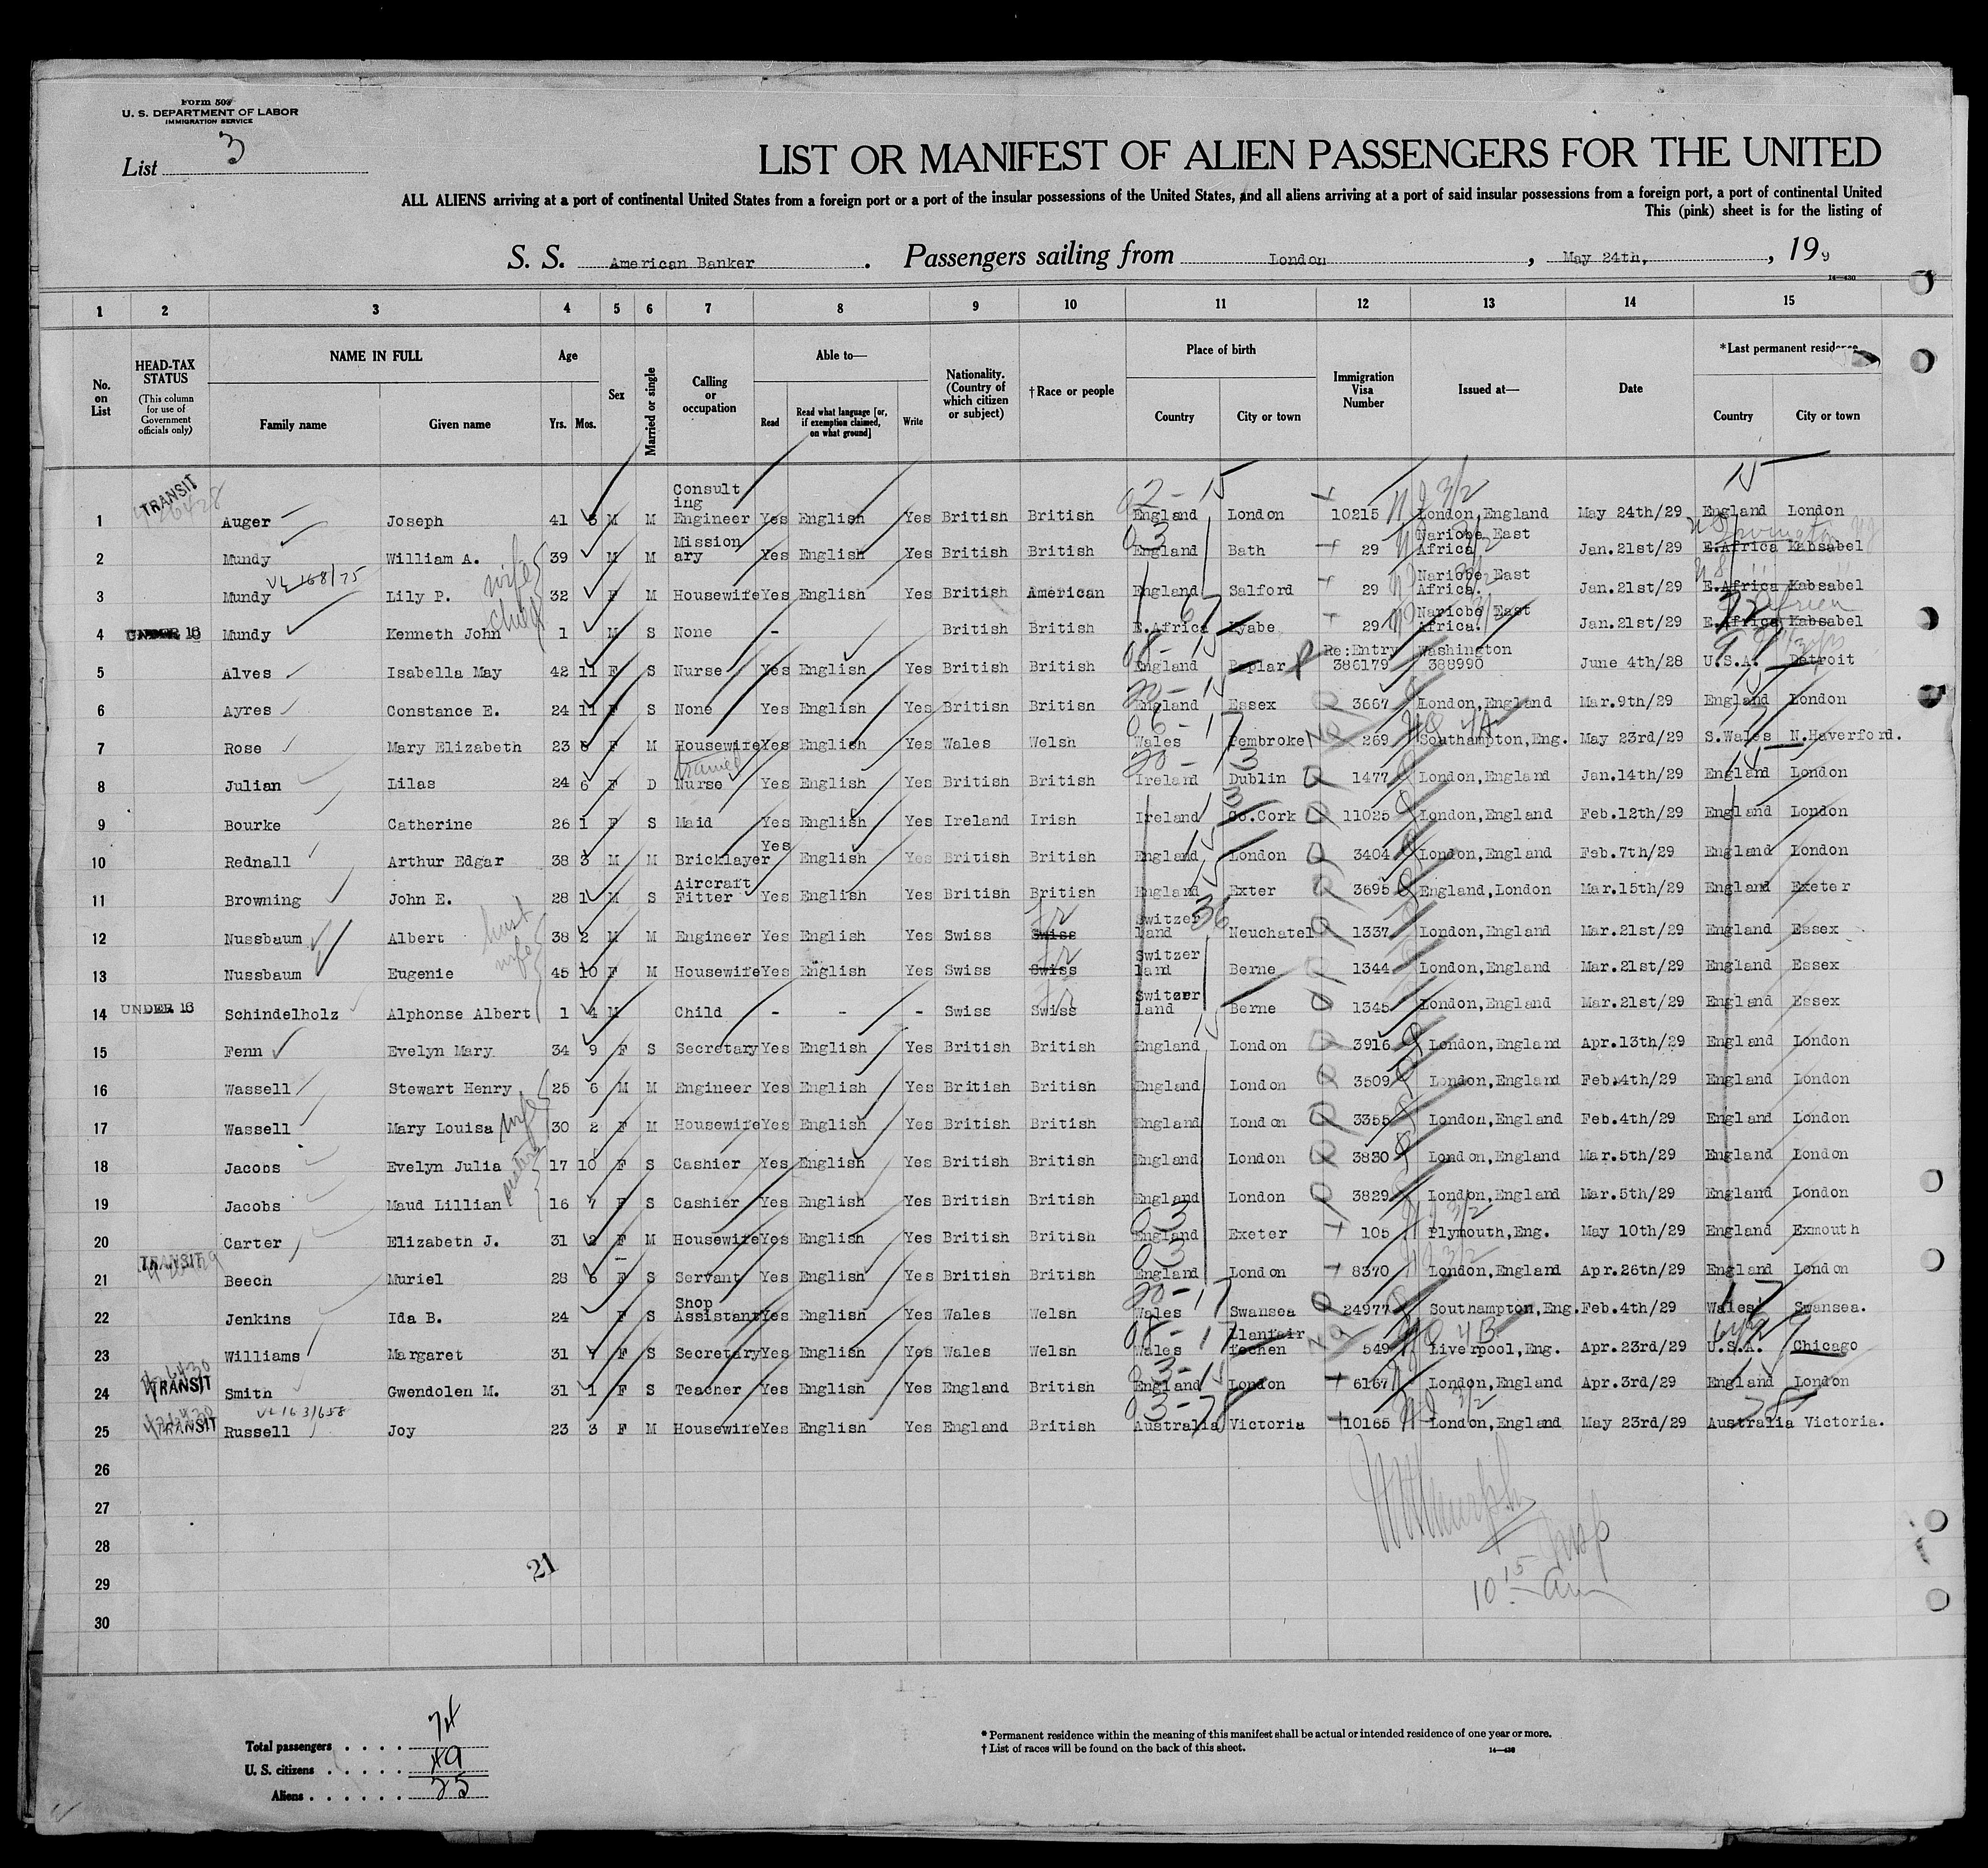 Form 509
U. S. DEPARTMENT OF LABOR
IMMIGRATION SERVICE
List 3
LIST OR MANIFEST OF ALIEN PASSENGERS FOR THE UNITED
ALL ALIENS arriving at a port of continental United States from a foreign port or a port of the insular possessions of the United States, and all aliens arriving at a port of said insular possessions from a foreign port, a port of continental United
This (pink) sheet is for the listing of
S. S. American Banker . Passengers sailing from London , May 24th, , 19 9
14—430
1 2 3 4 5 6 7 8 9 10 11 12 13 14 15
No. on List
HEAD-TAX STATUS
(This column for use of Government officials only)
NAME IN FULL
Family name
Given name
Age
Yrs. Mos.
Sex
Married or single
Calling or occupation
Able to—
Read
Read what language [or, if exemption claimed, on what ground]
Write
Nationality. (Country of which citizen or subject)
†Race or people
Place of birth
Country
City or town
Immigration Visa Number
Issued at—
Date
*Last permanent residence
Country
City or town
1 TRANSIT Auger Joseph 41 5 M M Consulting Engineer Yes English Yes British British England London 10215 London,England May 24th/29 England London
2 Mundy William A. 39 M M Missionary Yes English Yes British British England Bath 29 Nariobe East Africa Jan.21st/29 E.Africa Kabsabel
3 Mundy Lily P. wife 32 F M Housewife Yes English Yes British American England Salford 29 Nariobe East Africa. Jan.21st/29 E.Africa Kabsabel
4 UNDER 16 Mundy Kenneth John child 1 M S None - British British E.Africa Kyabe 29 Nariobe East Africa. Jan.21st/29 E.Africa Kabsabel
5 Alves Isabella May 42 11 F S Nurse Yes English Yes British British England Poplar Re:Entry 386179 Washington 388990 June 4th/28 U.S.A. Detroit
6 Ayres Constance E. 24 11 F S None Yes English Yes British British England Essex 3667 London,England Mar.9th/29 England London
7 Rose Mary Elizabeth 23 8 F M Housewife Yes English Yes Wales Welsh Wales Pembroke 269 Southampton,Eng. May 23rd/29 S.Wales N.Haverford.
8 Julian Lilas 24 6 F D trained Nurse Yes English Yes British British Ireland Dublin 1477 London,England Jan.14th/29 England London
9 Bourke Catherine 26 1 F S Maid Yes English Yes Ireland Irish Ireland Co.Cork 11025 London,England Feb.12th/29 England London
10 Rednall Arthur Edgar 38 3 M M Bricklayer Yes English Yes British British England London 3404 London,England Feb.7th/29 England London
11 Browning John E. 28 1 M S Aircraft Fitter Yes English Yes British British England Exter 3695 England,London Mar.15th/29 England Exeter
12 Nussbaum Albert 38 2 M M Engineer Yes English Yes Swiss Swiss Switzerland Neuchatel 1337 London,England Mar.21st/29 England Essex
13 Nussbaum Eugenie wife 45 10 F M Housewife Yes English Yes Swiss Swiss Switzerland Berne 1344 London,England Mar.21st/29 England Essex
14 UNDER 16 Schindelholz Alphonse Albert 1 4 M Child - - - Swiss Swiss Switzerland Berne 1345 London,England Mar.21st/29 England Essex
15 Fenn Evelyn Mary 34 9 F S Secretary Yes English Yes British British England London 3916 London,England Apr.13th/29 England London
16 Wassell Stewart Henry 25 6 M M Engineer Yes English Yes British British England London 3509 London,England Feb.4th/29 England London
17 Wassell Mary Louisa wife 30 2 F M Housewife Yes English Yes British British England London 3355 London,England Feb.4th/29 England London
18 Jacobs Evelyn Julia 17 10 F S Cashier Yes English Yes British British England London 3830 London,England Mar.5th/29 England London
19 Jacobs Maud Lillian sisters 16 7 F S Cashier Yes English Yes British British England London 3829 London,England Mar.5th/29 England London
20 Carter Elizabeth J. 31 2 F M Housewife Yes English Yes British British England Exeter 105 Plymouth,Eng. May 10th/29 England Exmouth
21 TRANSIT Beech Muriel 28 6 F S Servant Yes English Yes British British England London 8370 London,England Apr.26th/29 England London
22 Jenkins Ida B. 24 F S Shop Assistant Yes English Yes Wales Welsh Wales Swansea 24977 Southampton,Eng. Feb.4th/29 Wales Swansea.
23 Williams Margaret 31 7 F S Secretary Yes English Yes Wales Welsh Wales Llanfair 549 Liverpool,Eng. Apr.23rd/29 U.S.A. Chicago
24 TRANSIT Smith Gwendolen M. 31 1 F S Teacher Yes English Yes England British England London 6167 London,England Apr.3rd/29 England London
25 TRANSIT Russell Joy 23 3 F M Housewife Yes English Yes England British Australia Victoria 10165 London,England May 23rd/29 Australia Victoria.
26
27
28
29
30
21
10 15 am
Total passengers . . . . 74
U. S. citizens . . . . . 49
Aliens . . . . . . 25
* Permanent residence within the meaning of this manifest shall be actual or intended residence of one year or more.
† List of races will be found on the back of this sheet.
14—430